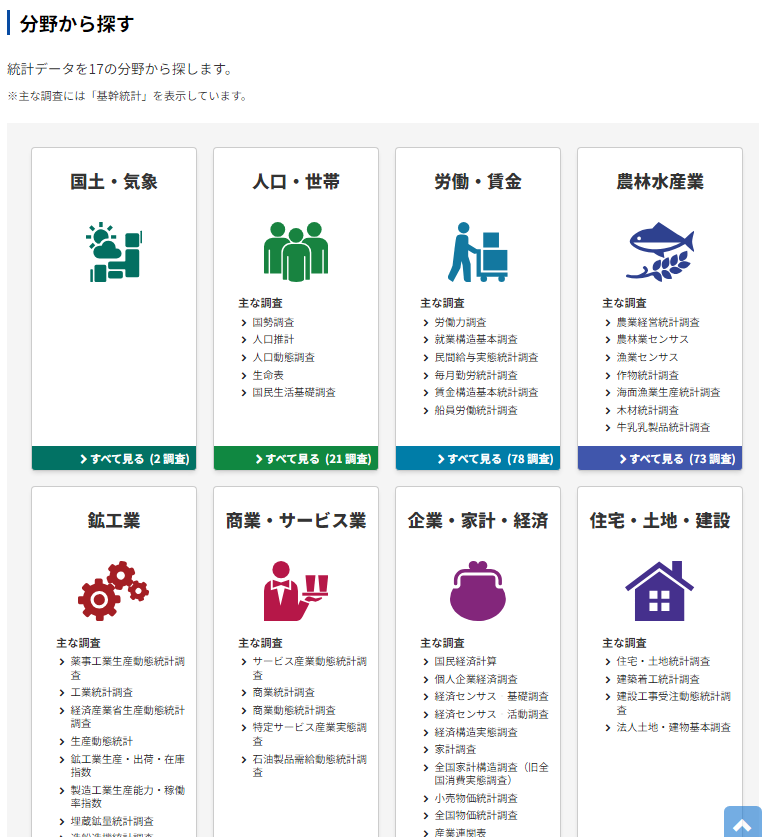 分野から探す
統計データを17の分野から探します。
※主な調査には「基幹統計」を表示しています。
国土・気象
すべて見る (2 調査)
人口・世帯
主な調査
国勢調査
人口推計
人口動態調査
生命表
国民生活基礎調査
すべて見る (21 調査)
労働・賃金
主な調査
労働力調査
就業構造基本調査
民間給与実態統計調査
毎月勤労統計調査
賃金構造基本統計調査
船員労働統計調査
すべて見る (78 調査)
農林水産業
主な調査
農業経営統計調査
農林業センサス
漁業センサス
作物統計調査
海面漁業生産統計調査
木材統計調査
牛乳乳製品統計調査
すべて見る (73 調査)
鉱工業
主な調査
薬事工業生産動態統計調
査
工業統計調査
経済産業省生産動態統計
調査
生産動態統計
鉱工業生産・出荷・在庫
指数
製造工業生産能力・稼働
率指数
埋蔵鉱量統計調査
造船造機統計調査
商業・サービス業
主な調査
サービス産業動態統計調
査
商業統計調査
商業動態統計調査
特定サービス産業実態調
査
石油製品需給動態統計調
査
企業・家計・経済
主な調査
国民経済計算
個人企業経済調査
経済センサス‐基礎調査
経済センサス‐活動調査
経済構造実態調査
家計調査
全国家計構造調査（旧全
国消費実態調査）
小売物価統計調査
全国物価統計調査
産業連関表
住宅・土地・建設
主な調査
住宅・土地統計調査
建築着工統計調査
建設工事受注動態統計調
査
法人土地・建物基本調査